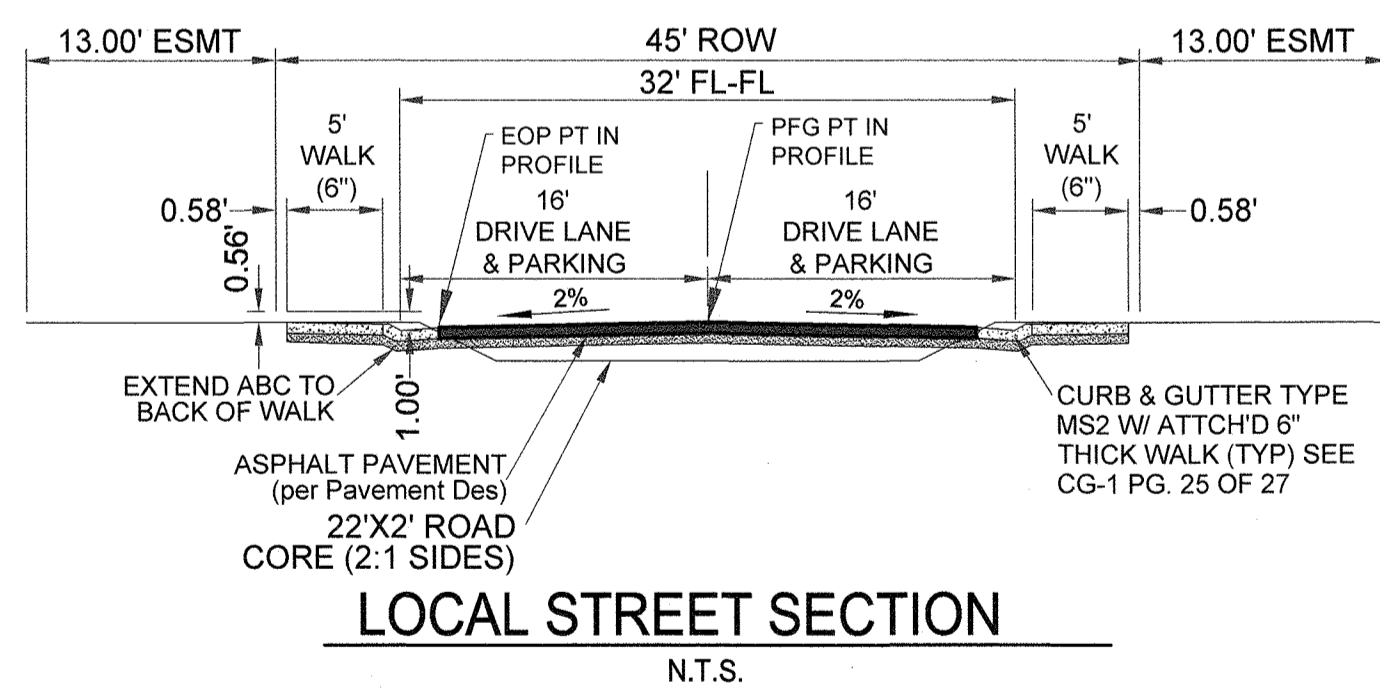 13.00' ESMT
45' ROW
13.00' ESMT
32' FL-FL
5'
WALK
(6")
EOP PT IN
PROFILE
PFG PT IN
PROFILE
5'
WALK
(6")
0.58'
0.56'
16'
DRIVE LANE
& PARKING
16'
DRIVE LANE
& PARKING
0.58'
2%
2%
EXTEND ABC TO
BACK OF WALK
1.00'
ASPHALT PAVEMENT
(per Pavement Des)
22'X2' ROAD
CORE (2:1 SIDES)
CURB & GUTTER TYPE
MS2 W/ ATTCH'D 6"
THICK WALK (TYP) SEE
CG-1 PG. 25 OF 27
LOCAL STREET SECTION
N.T.S.